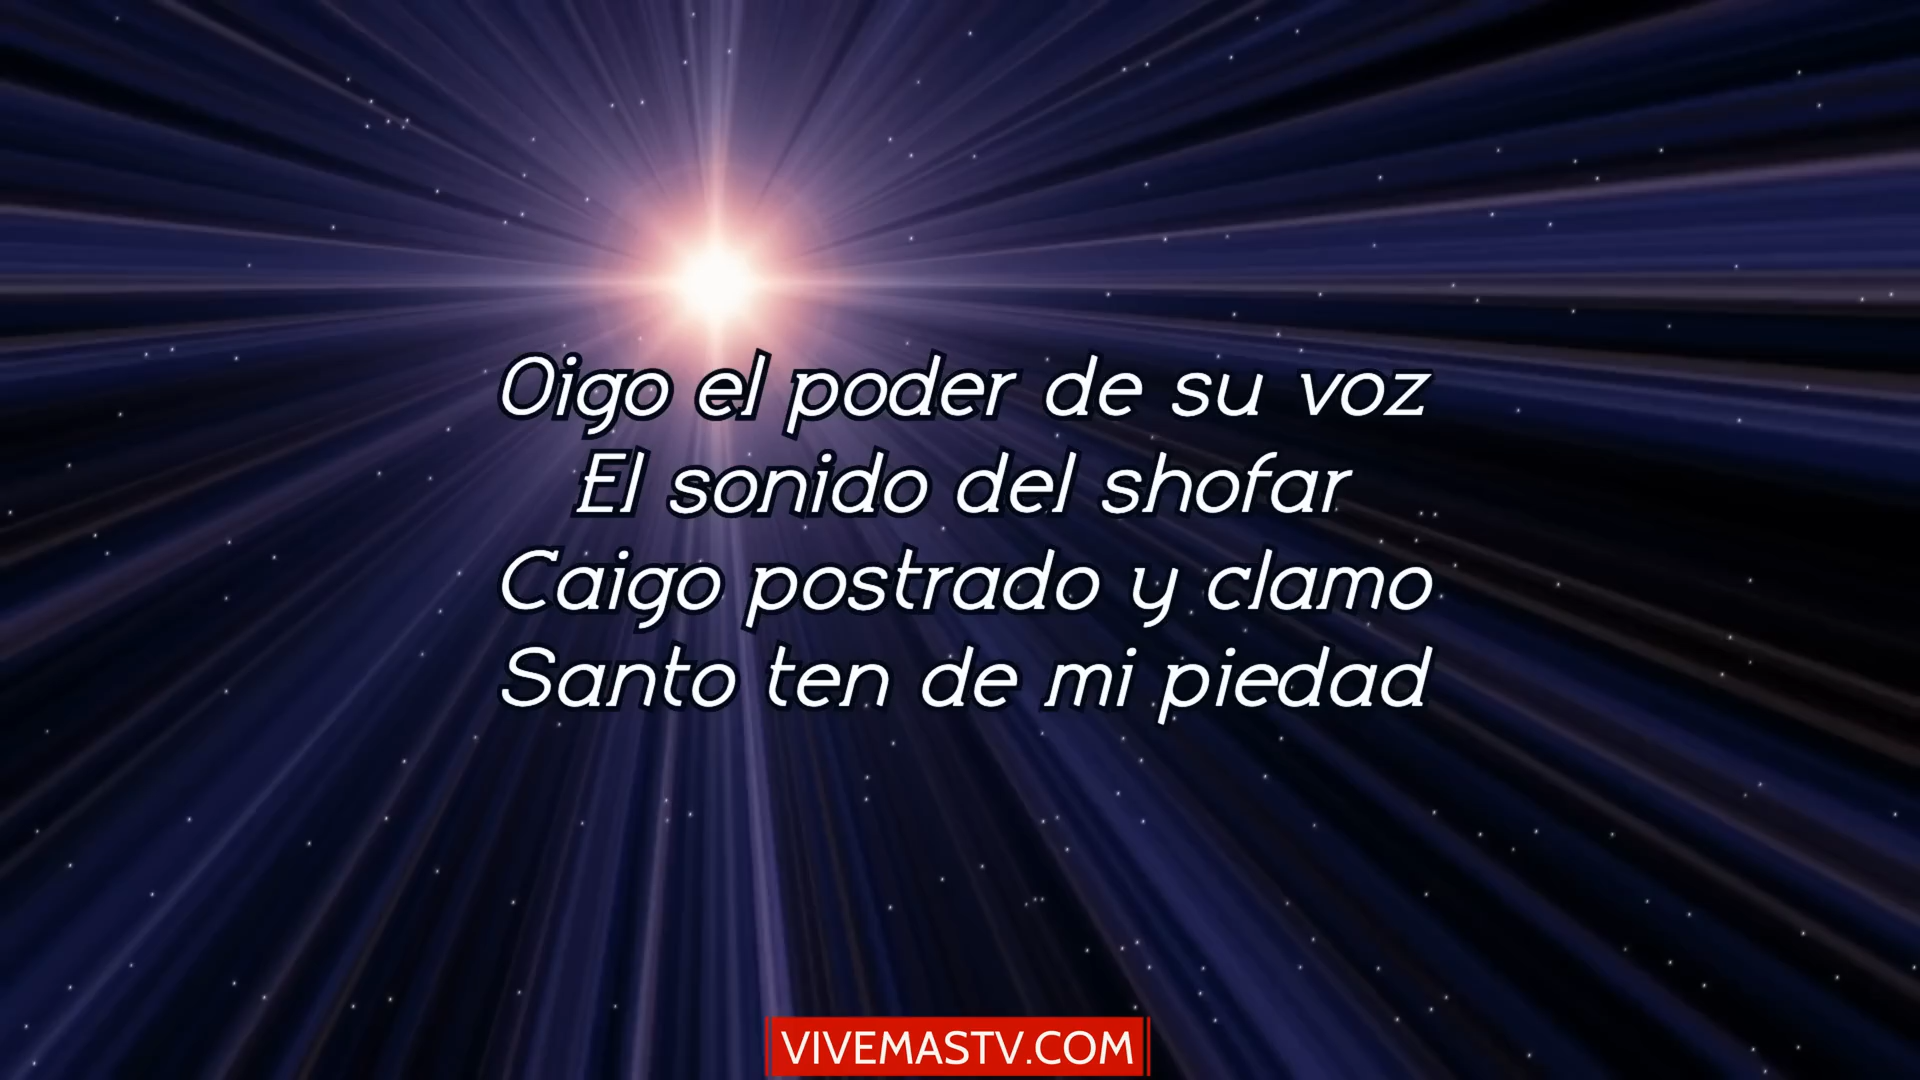 Oigo el poder de su voz
El sonido del shofar
Caigo postrado y clamo
Santo ten de mi piedad
VIVEMASTV.COM